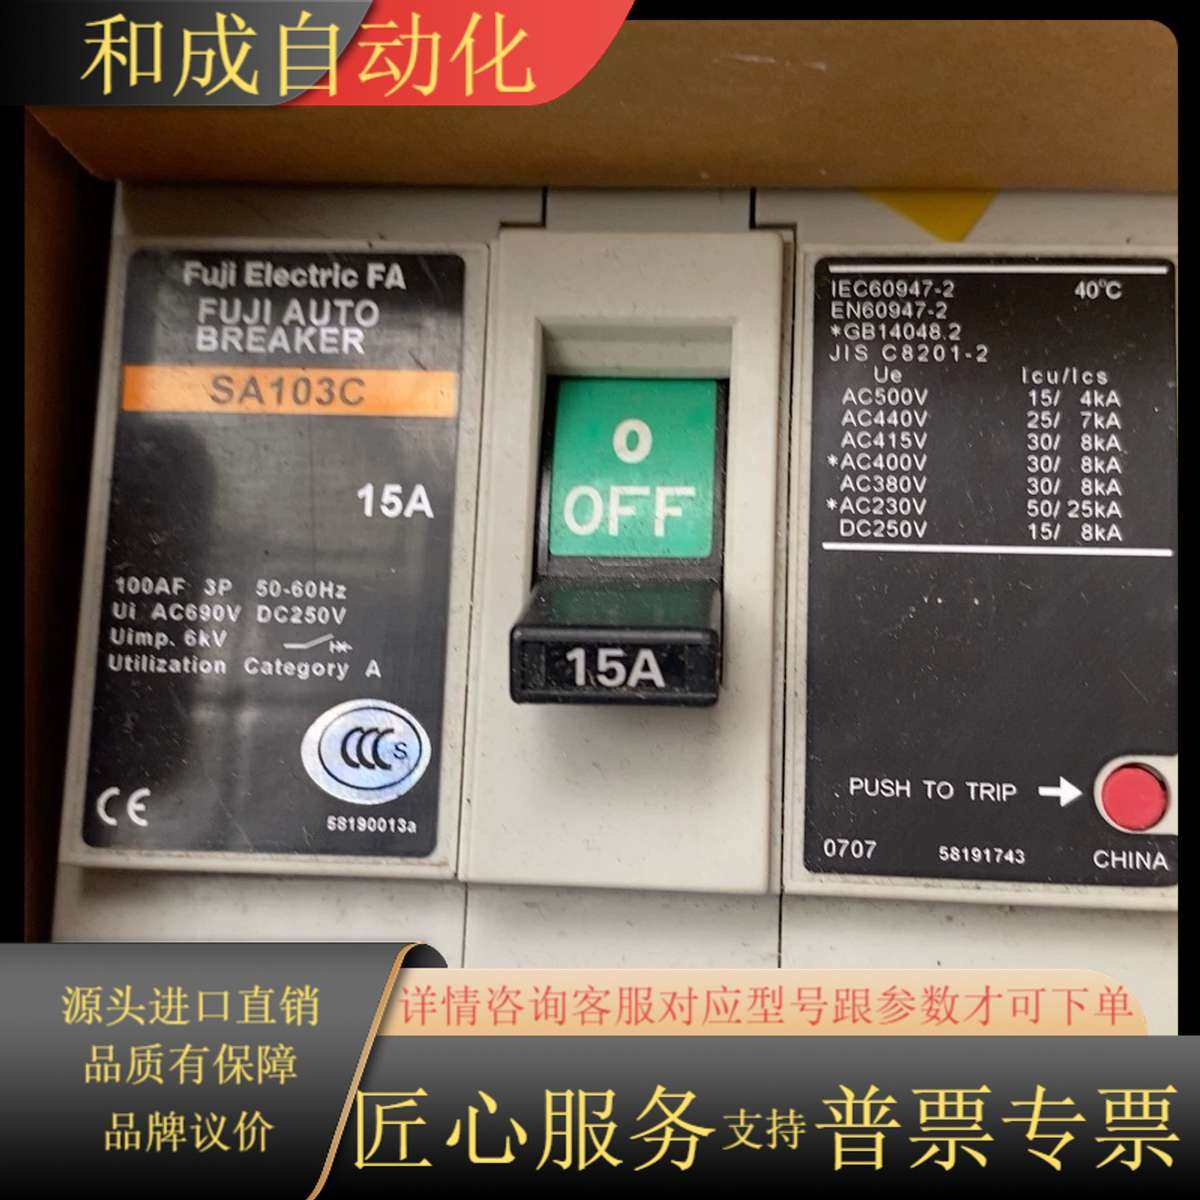 和成自动化
Fuji Electric FA
FUJI AUTO
BREAKER
SA103C
15A
100AF 3P 50-60Hz
Ui AC690V DC250V
Uimp. 6kV
Utilization Category A
CCC S
CE
58190013a
O
OFF
15A
IEC60947-2 40°C
EN60947-2
*GB14048.2
JIS C8201-2
Ue Icu/Ics
AC500V 15/ 4kA
AC440V 25/ 7kA
AC415V 30/ 8kA
*AC400V 30/ 8kA
AC380V 30/ 8kA
*AC230V 50/25kA
DC250V 15/ 8kA
PUSH TO TRIP
0707 58191743 CHINA
源头进口直销
品质有保障
品牌议价
详情咨询客服对应型号跟参数才可下单
匠心服务支持普票专票